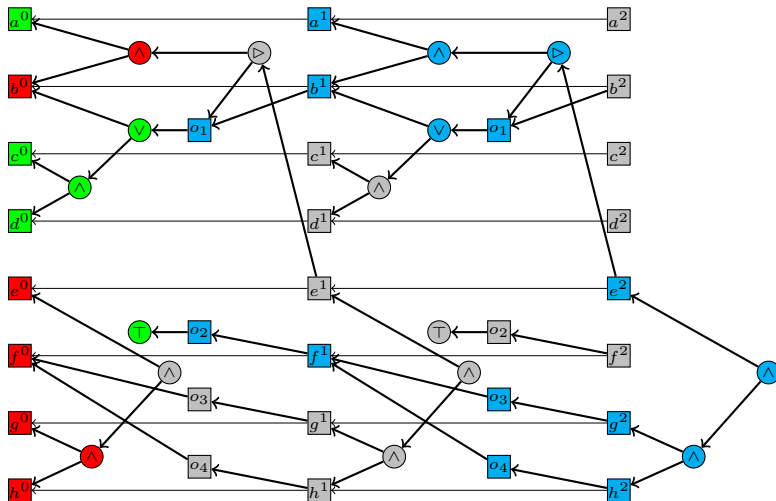 a⁰ a¹ a²
∧ ▷ ∧ ▷
b⁰ b¹ b²
∨ o₁ ∨ o₁
c⁰ c¹ c²
∧ ∧
d⁰ d¹ d²
e⁰ e¹ e²
⊤ o₂ ⊤ o₂
f⁰ f¹ f²
∧ ∧ ∧
o₃ o₃
g⁰ g¹ g²
∧ ∧ ∧
o₄ o₄
h⁰ h¹ h²